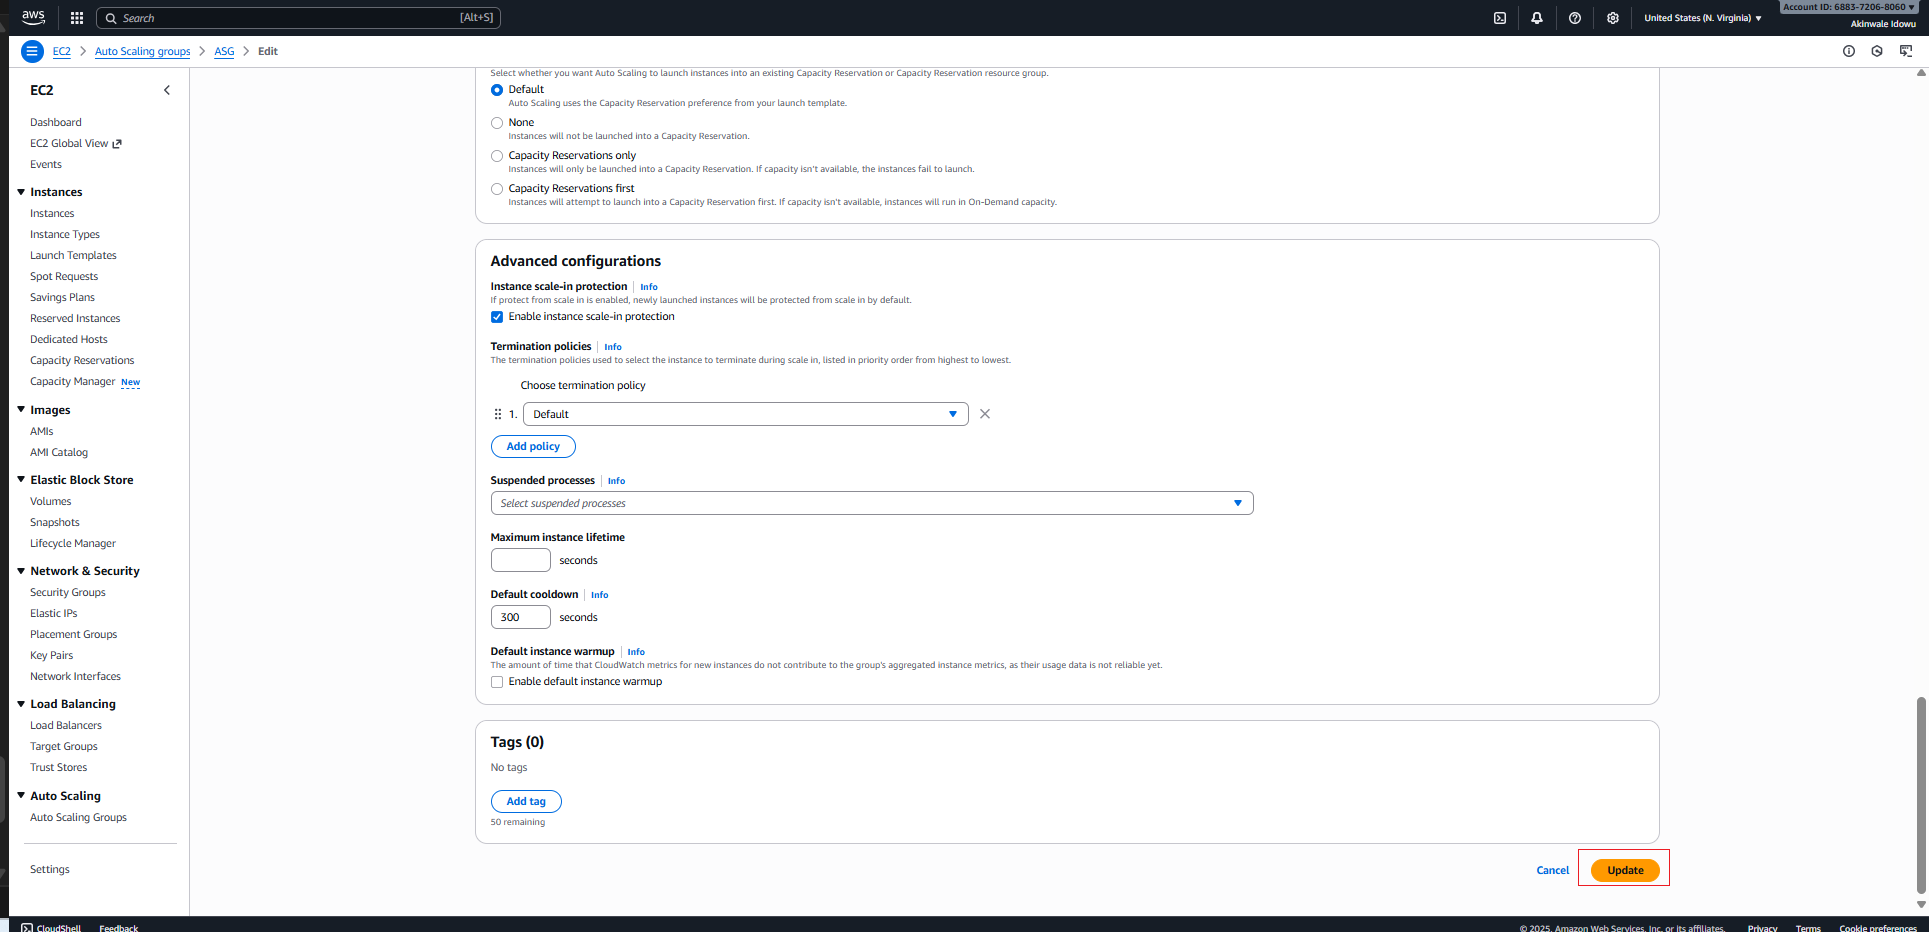 aws
Search [Alt+S]
United States (N. Virginia)
Account ID: 6883-7206-8060
Akinwale Idowu
EC2 Auto Scaling groups ASG Edit
EC2
Dashboard
EC2 Global View
Events
Instances
Instances
Instance Types
Launch Templates
Spot Requests
Savings Plans
Reserved Instances
Dedicated Hosts
Capacity Reservations
Capacity Manager New
Images
AMIs
AMI Catalog
Elastic Block Store
Volumes
Snapshots
Lifecycle Manager
Network & Security
Security Groups
Elastic IPs
Placement Groups
Key Pairs
Network Interfaces
Load Balancing
Load Balancers
Target Groups
Trust Stores
Auto Scaling
Auto Scaling Groups
Settings
Select whether you want Auto Scaling to launch instances into an existing Capacity Reservation or Capacity Reservation resource group.
Default
Auto Scaling uses the Capacity Reservation preference from your launch template.
None
Instances will not be launched into a Capacity Reservation.
Capacity Reservations only
Instances will only be launched into a Capacity Reservation. If capacity isn't available, the instances fail to launch.
Capacity Reservations first
Instances will attempt to launch into a Capacity Reservation first. If capacity isn't available, instances will run in On-Demand capacity.
Advanced configurations
Instance scale-in protection Info
If protect from scale in is enabled, newly launched instances will be protected from scale in by default.
Enable instance scale-in protection
Termination policies Info
The termination policies used to select the instance to terminate during scale in, listed in priority order from highest to lowest.
Choose termination policy
1. Default
Add policy
Suspended processes Info
Select suspended processes
Maximum instance lifetime
seconds
Default cooldown Info
300 seconds
Default instance warmup Info
The amount of time that CloudWatch metrics for new instances do not contribute to the group's aggregated instance metrics, as their usage data is not reliable yet.
Enable default instance warmup
Tags (0)
No tags
Add tag
50 remaining
Cancel Update
CloudShell Feedback
© 2025, Amazon Web Services, Inc. or its affiliates. Privacy Terms Cookie preferences